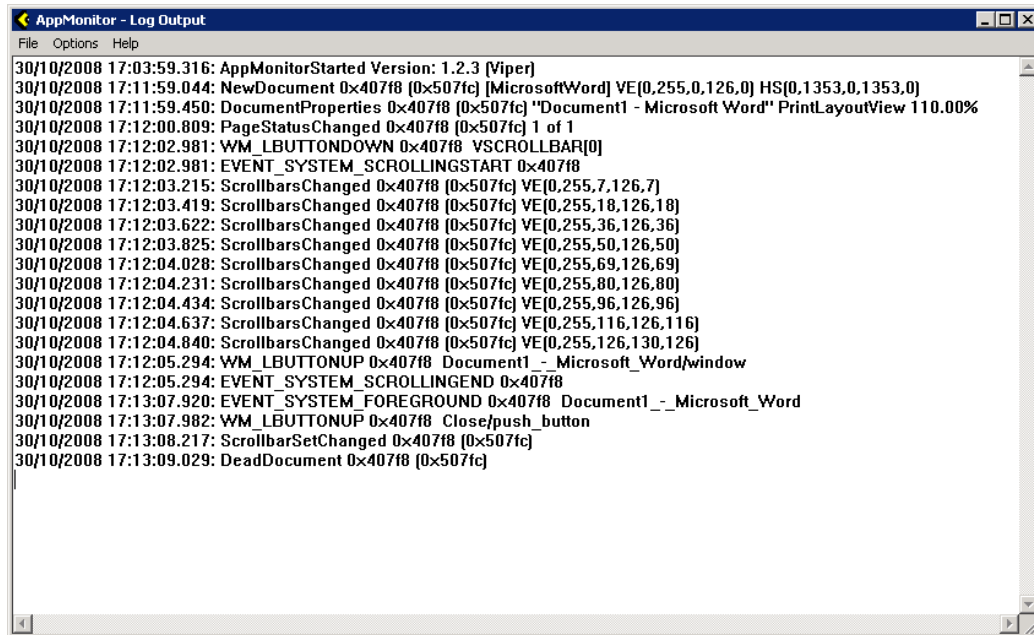 AppMonitor - Log Output
File Options Help
30/10/2008 17:03:59.316: AppMonitorStarted Version: 1.2.3 (Viper)
30/10/2008 17:11:59.044: NewDocument 0x407f8 (0x507fc) [MicrosoftWord] VE(0,255,0,126,0) HS(0,1353,0,1353,0)
30/10/2008 17:11:59.450: DocumentProperties 0x407f8 (0x507fc) "Document1 - Microsoft Word" PrintLayoutView 110.00%
30/10/2008 17:12:00.809: PageStatusChanged 0x407f8 (0x507fc) 1 of 1
30/10/2008 17:12:02.981: WM_LBUTTONDOWN 0x407f8  VSCROLLBAR[0]
30/10/2008 17:12:02.981: EVENT_SYSTEM_SCROLLINGSTART 0x407f8
30/10/2008 17:12:03.215: ScrollbarsChanged 0x407f8 (0x507fc) VE(0,255,7,126,7)
30/10/2008 17:12:03.419: ScrollbarsChanged 0x407f8 (0x507fc) VE(0,255,18,126,18)
30/10/2008 17:12:03.622: ScrollbarsChanged 0x407f8 (0x507fc) VE(0,255,36,126,36)
30/10/2008 17:12:03.825: ScrollbarsChanged 0x407f8 (0x507fc) VE(0,255,50,126,50)
30/10/2008 17:12:04.028: ScrollbarsChanged 0x407f8 (0x507fc) VE(0,255,69,126,69)
30/10/2008 17:12:04.231: ScrollbarsChanged 0x407f8 (0x507fc) VE(0,255,80,126,80)
30/10/2008 17:12:04.434: ScrollbarsChanged 0x407f8 (0x507fc) VE(0,255,96,126,96)
30/10/2008 17:12:04.637: ScrollbarsChanged 0x407f8 (0x507fc) VE(0,255,116,126,116)
30/10/2008 17:12:04.840: ScrollbarsChanged 0x407f8 (0x507fc) VE(0,255,126,130,126)
30/10/2008 17:12:05.294: WM_LBUTTONUP 0x407f8  Document1_-_Microsoft_Word/window
30/10/2008 17:12:05.294: EVENT_SYSTEM_SCROLLINGEND 0x407f8
30/10/2008 17:13:07.920: EVENT_SYSTEM_FOREGROUND 0x407f8  Document1_-_Microsoft_Word
30/10/2008 17:13:07.982: WM_LBUTTONUP 0x407f8  Close/push_button
30/10/2008 17:13:08.217: ScrollbarSetChanged 0x407f8 (0x507fc)
30/10/2008 17:13:09.029: DeadDocument 0x407f8 (0x507fc)